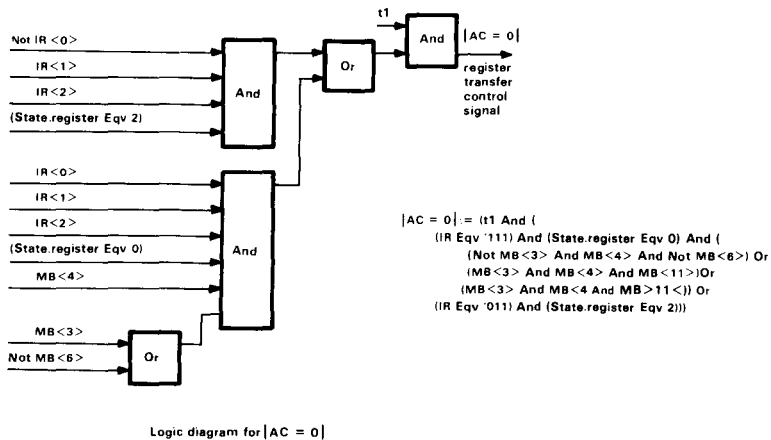 t1
Not IR <0>
IR<1>
IR<2>
(State.register Eqv 2)
And
Or
And
|AC = 0|
register
transfer
control
signal
IR<0>
IR<1>
IR<2>
(State.register Eqv 0)
MB<4>
And
MB<3>
Not MB<6>
Or
|AC = 0| := (t1 And (
(IR Eqv '111) And (State.register Eqv 0) And (
(Not MB<3> And MB<4> And Not MB<6>) Or
(MB<3> And MB<4> And MB<11>)Or
(MB<3> And MB<4 And MB>11<)) Or
(IR Eqv '011) And (State.register Eqv 2)))
Logic diagram for |AC = 0|